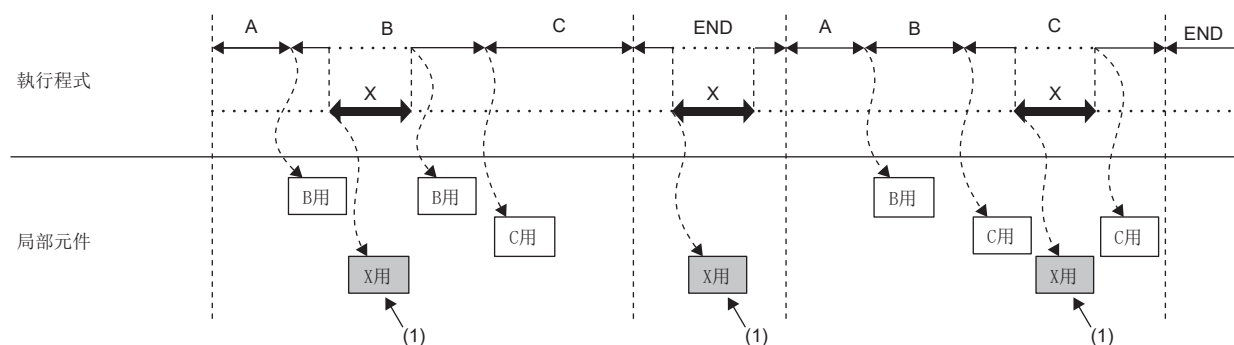 A B C END A B C END
執行程式
X X X
B用 B用 B用
局部元件
C用 C用 C用
X用 X用 X用
(1) (1) (1)